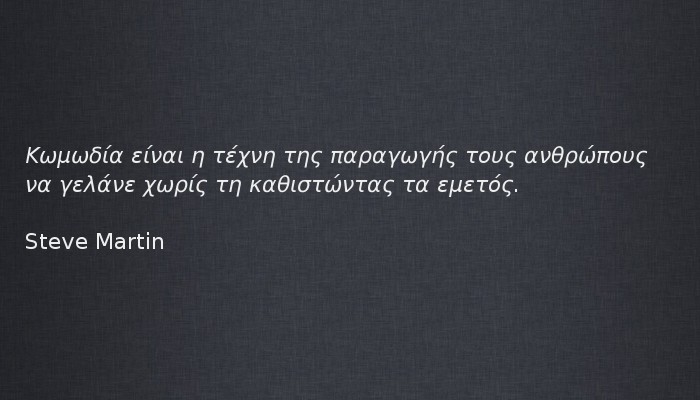 Κωμωδία είναι η τέχνη της παραγωγής τους ανθρώπους
να γελάνε χωρίς τη καθιστώντας τα εμετός.
Steve Martin